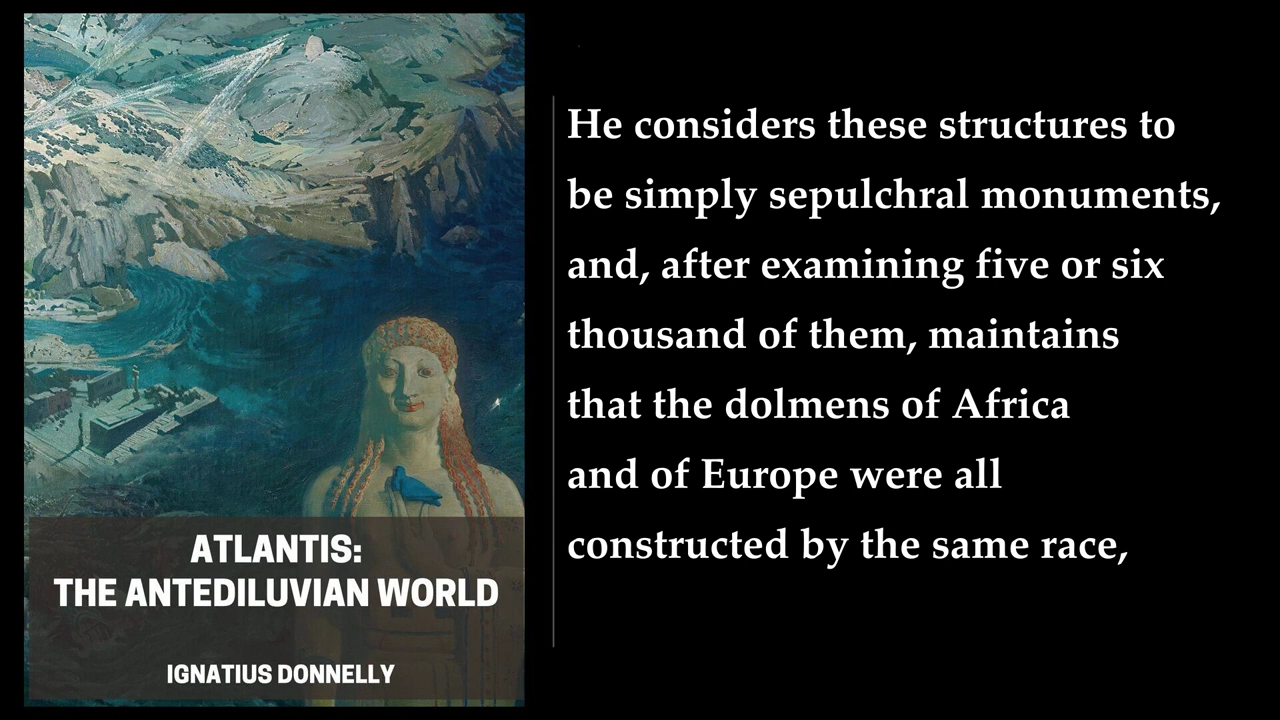 He considers these structures to
be simply sepulchral monuments,
and, after examining five or six
thousand of them, maintains
that the dolmens of Africa
and of Europe were all
constructed by the same race,
ATLANTIS:
THE ANTEDILUVIAN WORLD
IGNATIUS DONNELLY